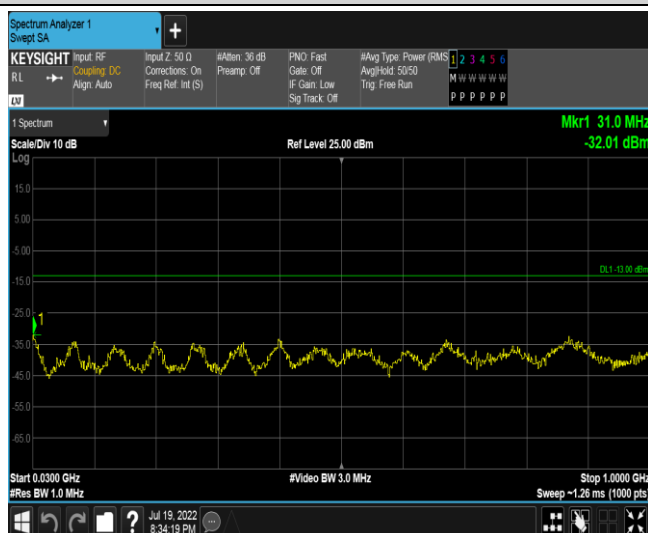 Spectrum Analyzer 1
Swept SA
+
KEYSIGHT
RL
Input: RF
Coupling: DC
Align: Auto
Input Z: 50 Ω
Corrections: On
Freq Ref: Int (S)
#Atten: 36 dB
Preamp: Off
PNO: Fast
Gate: Off
IF Gain: Low
Sig Track: Off
#Avg Type: Power (RMS
Avg|Hold: 50/50
Trig: Free Run
1 2 3 4 5 6
M W W W W W
P P P P P P
LXI
1 Spectrum
Mkr1 31.0 MHz
Scale/Div 10 dB
Ref Level 25.00 dBm
-32.01 dBm
Log
15.0
5.00
-5.00
DL1 -13.00 dBm
-15.0
-25.0
1
-35.0
-45.0
-55.0
-65.0
Start 0.0300 GHz
#Video BW 3.0 MHz
Stop 1.0000 GHz
#Res BW 1.0 MHz
Sweep ~1.26 ms (1000 pts)
?
Jul 19, 2022
8:34:19 PM